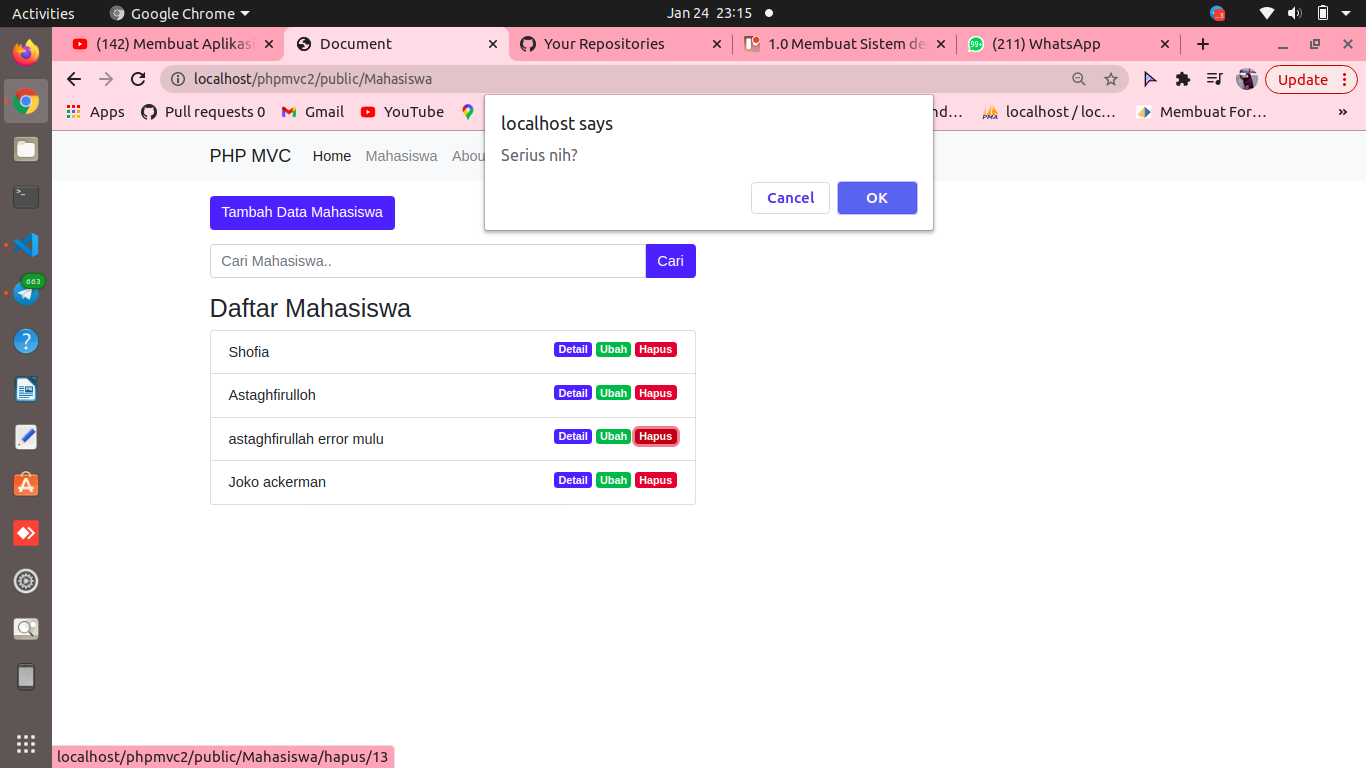 Activities Google Chrome Jan 24 23:15
(142) Membuat Aplikas Document Your Repositories 1.0 Membuat Sistem de 99+ (211) WhatsApp
localhost/phpmvc2/public/Mahasiswa Update
Apps Pull requests 0 Gmail YouTube nd… PMA localhost / loc… Membuat For… »
localhost says
Serius nih?
Cancel OK
PHP MVC Home Mahasiswa Abou
Tambah Data Mahasiswa
Cari Mahasiswa.. Cari
Daftar Mahasiswa
Shofia Detail Ubah Hapus
Astaghfirulloh Detail Ubah Hapus
astaghfirullah error mulu Detail Ubah Hapus
Joko ackerman Detail Ubah Hapus
663
localhost/phpmvc2/public/Mahasiswa/hapus/13